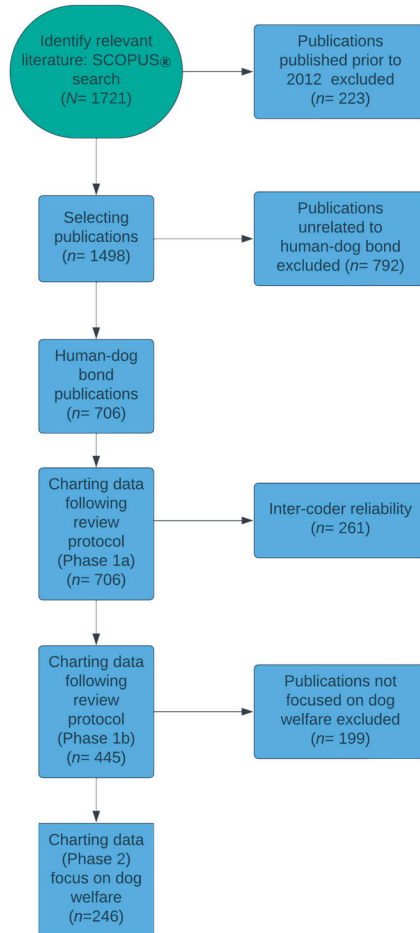 Identify relevant
literature: SCOPUS®
search
(N= 1721)
Publications
published prior to
2012 excluded
(n= 223)
Selecting
publications
(n= 1498)
Publications
unrelated to
human-dog bond
excluded (n= 792)
Human-dog
bond
publications
(n= 706)
Charting data
following
review
protocol
(Phase 1a)
(n= 706)
Inter-coder reliability
(n= 261)
Charting data
following
review
protocol
(Phase 1b)
(n= 445)
Publications not
focused on dog
welfare excluded
(n= 199)
Charting data
(Phase 2)
focus on dog
welfare
(n=246)